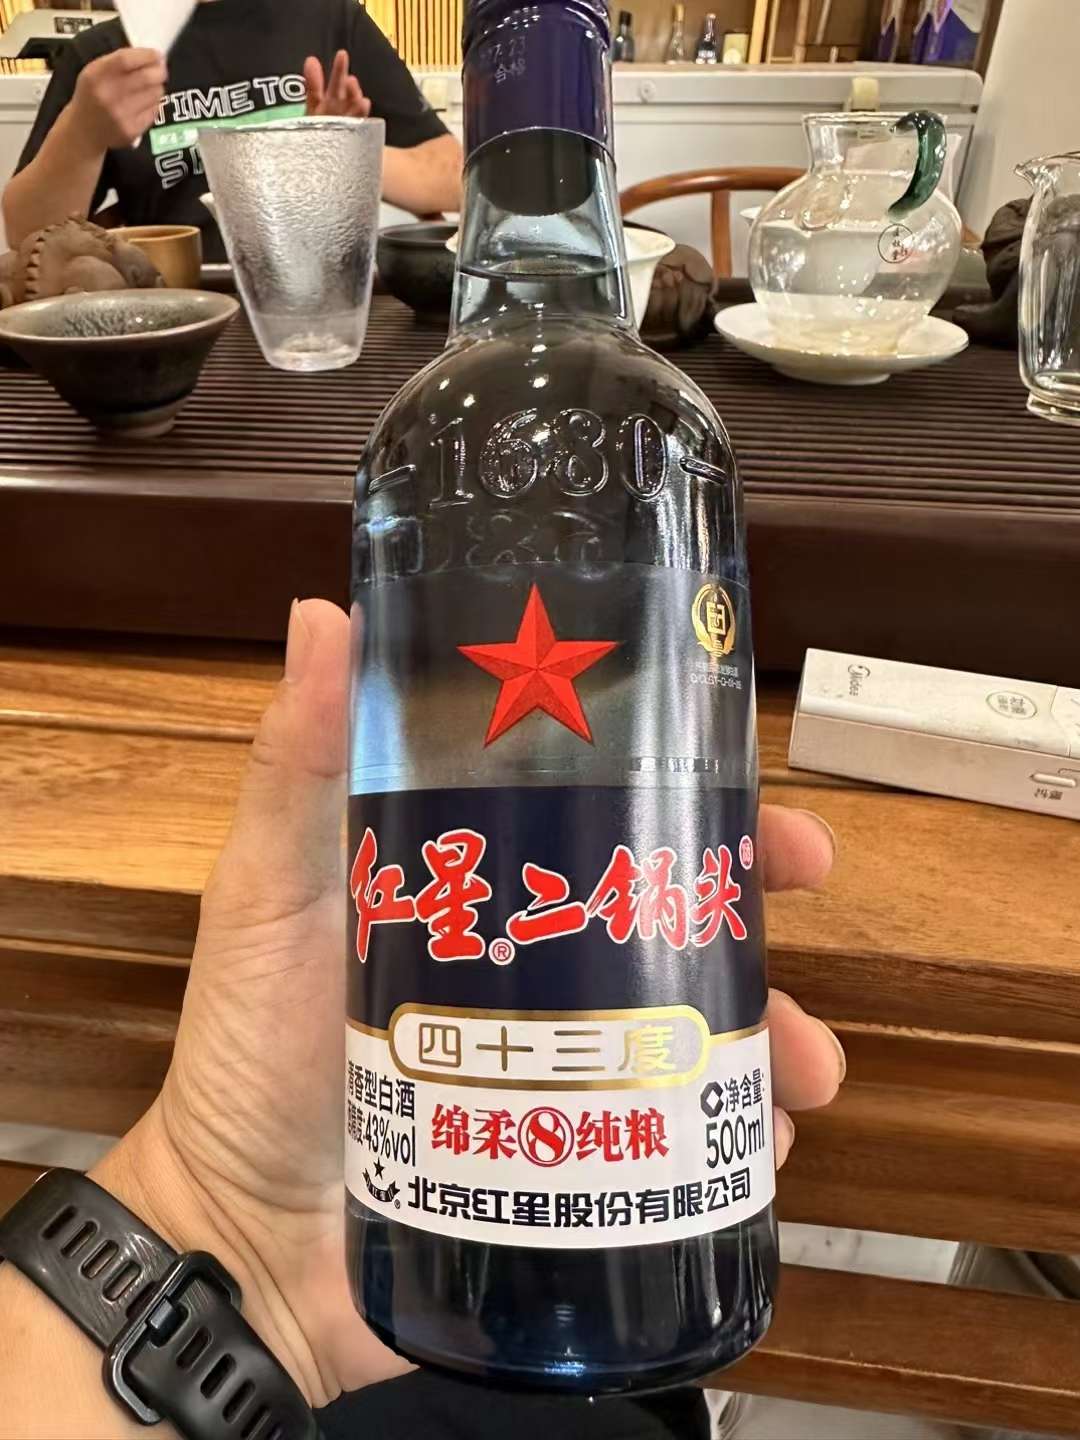 合格
TIME TO
-1680-
红星®二锅头
四十三度
清香型白酒
酒精度:43%vol
绵柔8纯粮
净含量:
500ml
北京红星股份有限公司
Midea